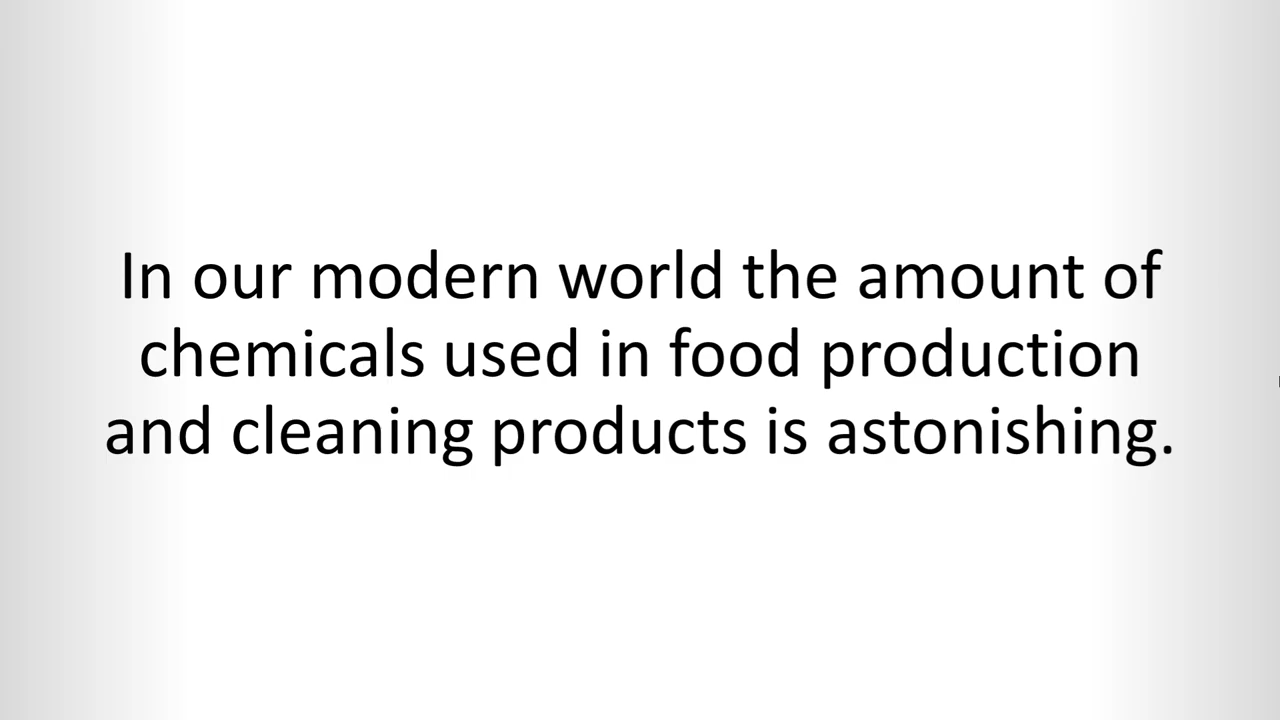 In our modern world the amount of
chemicals used in food production
and cleaning products is astonishing.